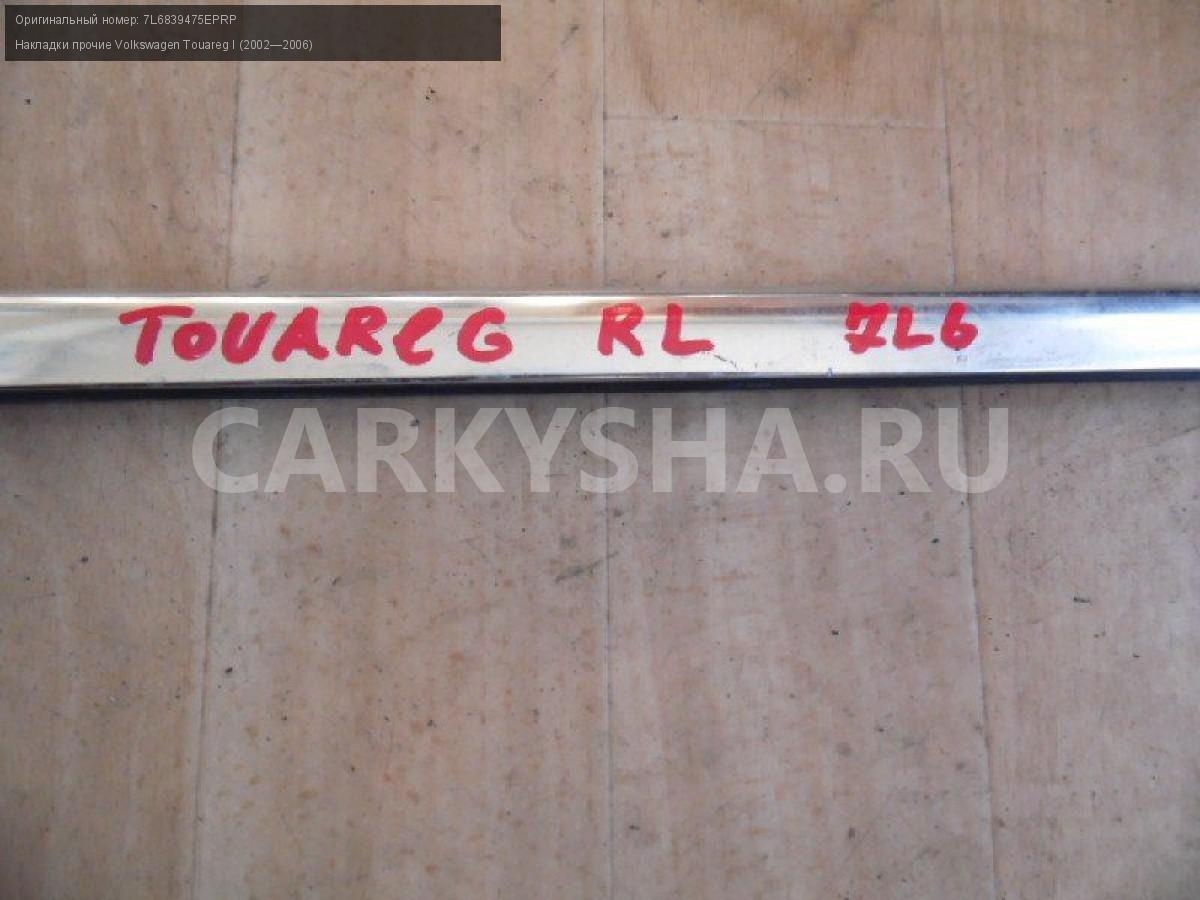 Оригинальный номер: 7L6839475EPRP
Накладки прочие Volkswagen Touareg I (2002—2006)
TOUAREG RL 7L6
CARKYSHA.RU